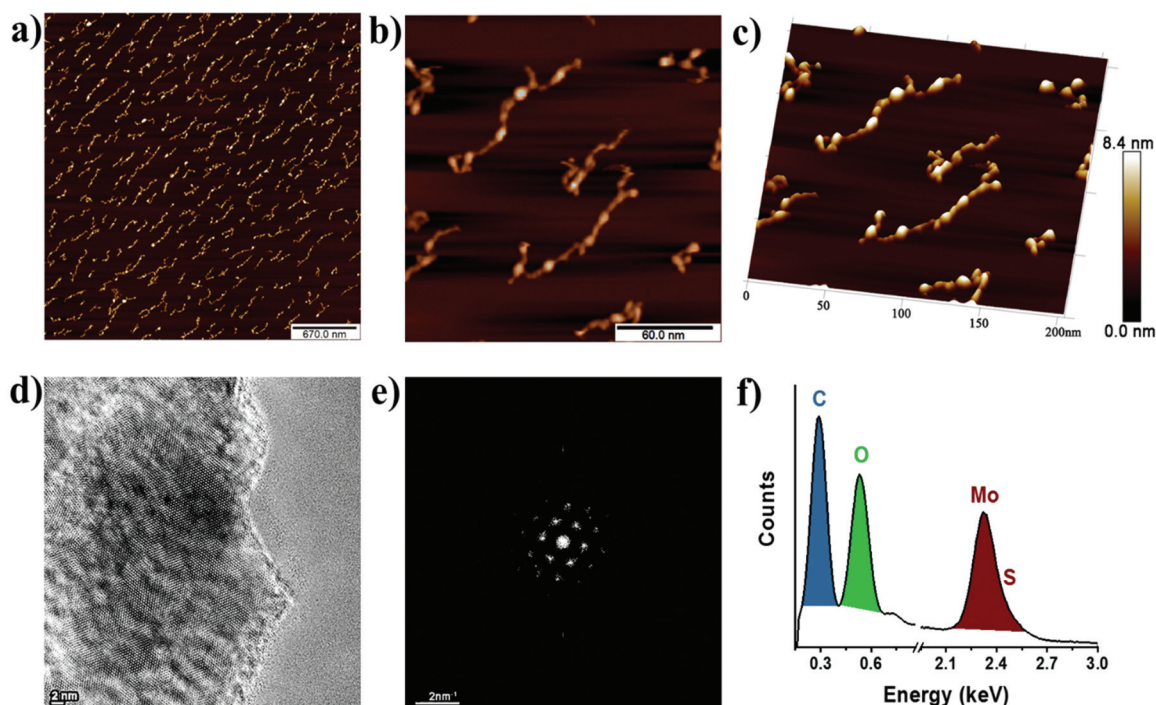 a)
670.0 nm
b)
60.0 nm
c)
8.4 nm
0.0 nm
0
50
100
150
200nm
d)
2 nm
e)
2nm⁻¹
f)
C
O
Mo
S
Counts
0.3 0.6 2.1 2.4 2.7 3.0
Energy (keV)